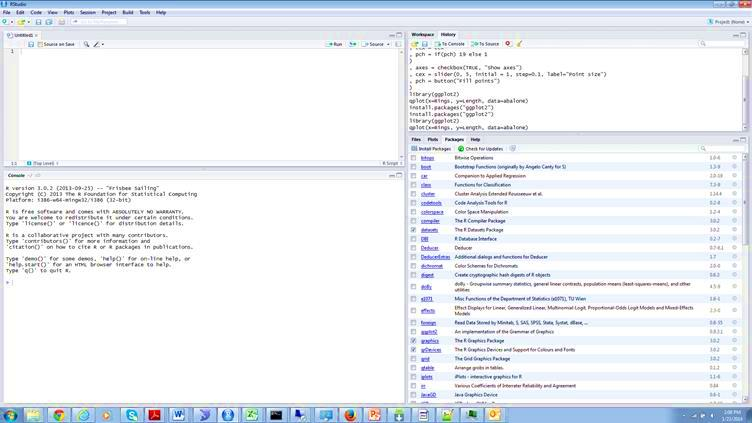 RStudio
File Edit Code View Plots Session Project Build Tools Help
Project: (None)
Untitled1
Source on Save
Run
Source
1
1:1
(Top Level)
R Script
Console
R version 3.0.2 (2013-09-25) -- "Frisbee Sailing"
Copyright (C) 2013 The R Foundation for Statistical Computing
Platform: i386-w64-mingw32/i386 (32-bit)
R is free software and comes with ABSOLUTELY NO WARRANTY.
You are welcome to redistribute it under certain conditions.
Type 'license()' or 'licence()' for distribution details.
R is a collaborative project with many contributors.
Type 'contributors()' for more information and
'citation()' on how to cite R or R packages in publications.
Type 'demo()' for some demos, 'help()' for on-line help, or
'help.start()' for an HTML browser interface to help.
Type 'q()' to quit R.
>
Workspace History
To Console To Source
, pch = if(pch) 19 else 1
)
, axes = checkbox(TRUE, "Show axes")
, cex = slider(0, 5, initial = 1, step=0.1, label="Point size")
, pch = button("Fill points")
)
library(ggplot2)
qplot(x=Rings, y=Length, data=abalone)
install.packages("ggplot2")
install.packages("ggplot2")
library(ggplot2)
qplot(x=Rings, y=Length, data=abalone)
Files Plots Packages Help
Install Packages Check for Updates
bitops Bitwise Operations 1.0-6
boot Bootstrap Functions (originally by Angelo Canty for S) 1.3-9
car Companion to Applied Regression 2.0-19
class Functions for Classification 7.3-9
cluster Cluster Analysis Extended Rousseeuw et al. 1.14.4
codetools Code Analysis Tools for R 0.2-8
colorspace Color Space Manipulation 1.2-4
compiler The R Compiler Package 3.0.2
datasets The R Datasets Package 3.0.2
DBI R Database Interface 0.2-7
Deducer Deducer 0.7-6.1
DeducerExtras Additional dialogs and functions for Deducer 1.7
dichromat Color Schemes for Dichromats 2.0-0
digest Create cryptographic hash digests of R objects
doBy doBy - Groupwise summary statistics, general linear contrasts, population means (least-squares-means), and other utilities 4.5-9
e1071 Misc Functions of the Department of Statistics (e1071), TU Wien 1.6-1
effects Effect Displays for Linear, Generalized Linear, Multinomial-Logit, Proportional-Odds Logit Models and Mixed-Effects Models 2.3-0
foreign Read Data Stored by Minitab, S, SAS, SPSS, Stata, Systat, dBase, ... 0.8-55
ggplot2 An implementation of the Grammar of Graphics 0.9.3.1
graphics The R Graphics Package 3.0.2
grDevices The R Graphics Devices and Support for Colours and Fonts 3.0.2
grid The Grid Graphics Package 3.0.2
gtable Arrange grobs in tables. 0.1.2
iplots iPlots - interactive graphics for R 1.1-6
irr Various Coefficients of Interrater Reliability and Agreement 0.84
JavaGD Java Graphics Device 0.6-1
2:08 PM
1/23/2014